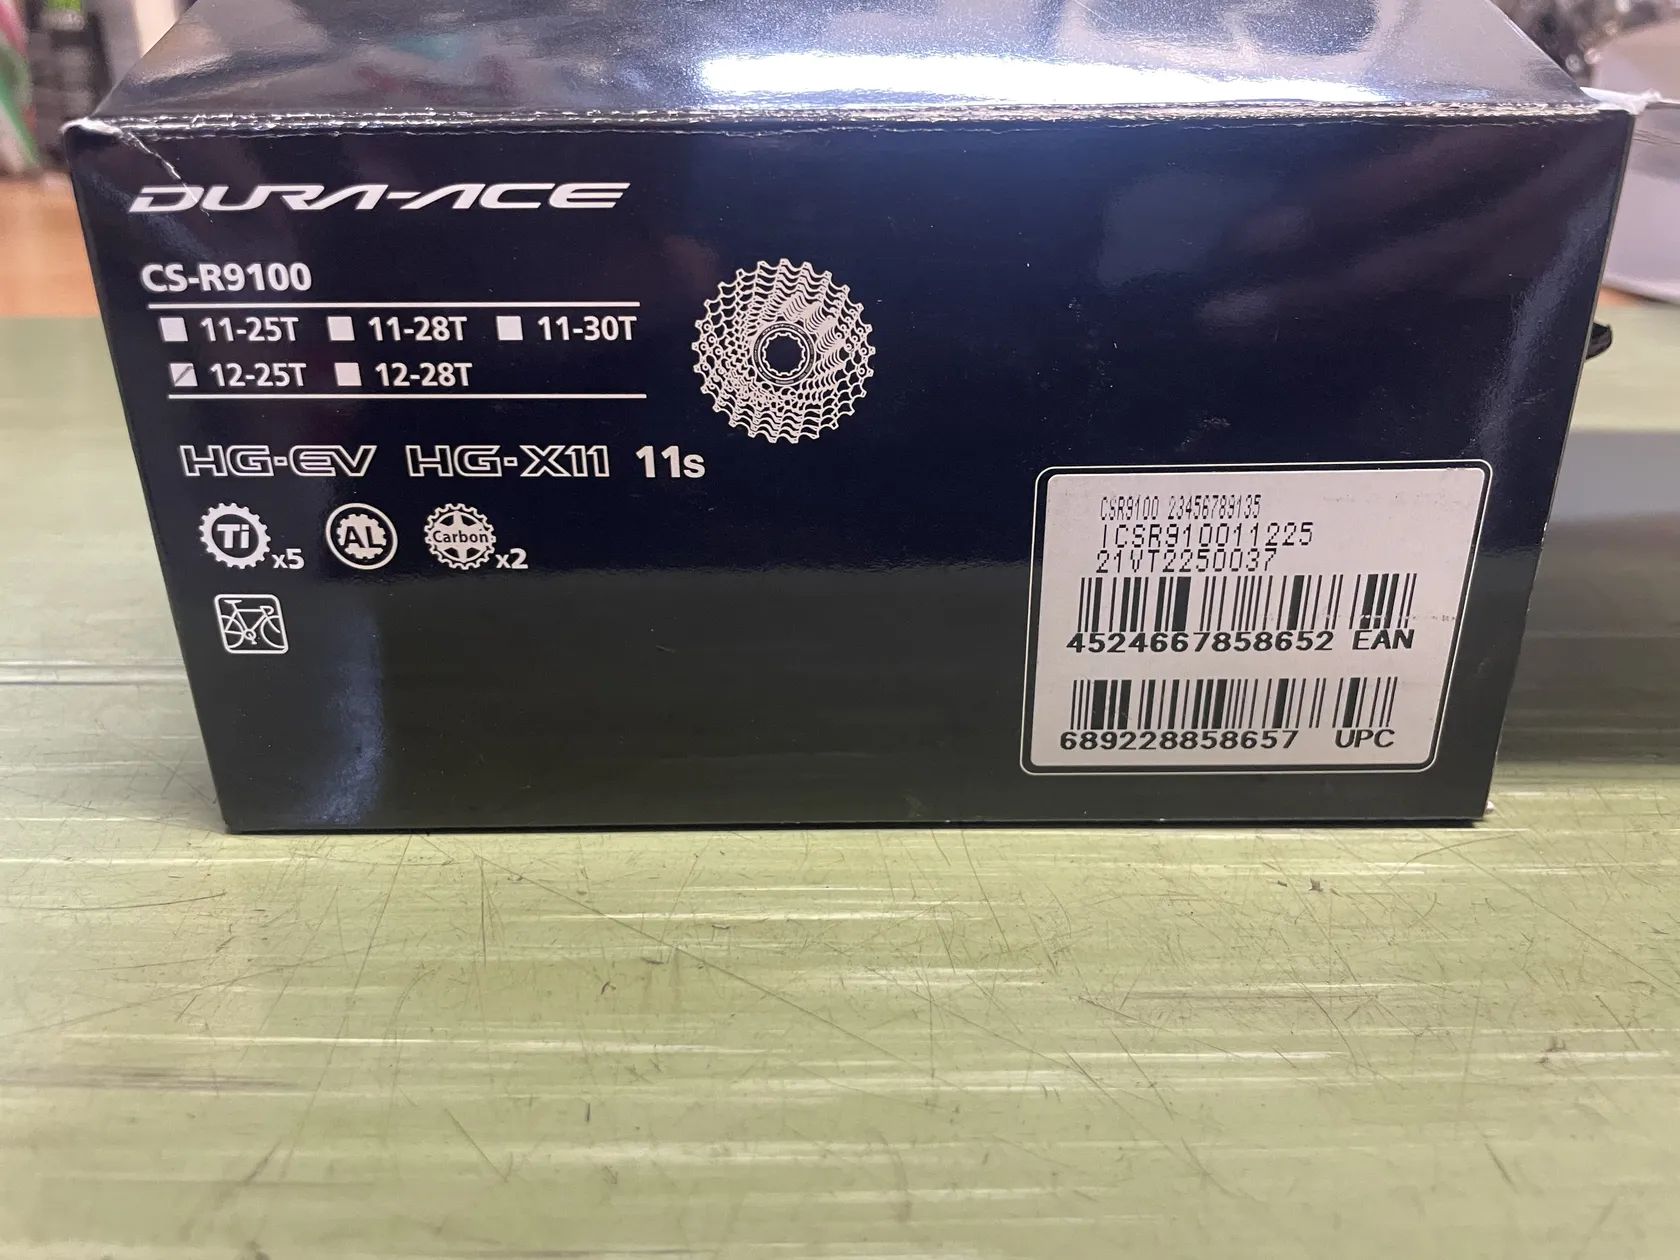 DURA-ACE
CS-R9100
11-25T 11-28T 11-30T
12-25T 12-28T
HG-EV HG-X11 11s
Ti x5 AL Carbon x2
CSR9100 23456789135
ICSR910011225
21VT2250037
4524667858652 EAN
689228858657 UPC